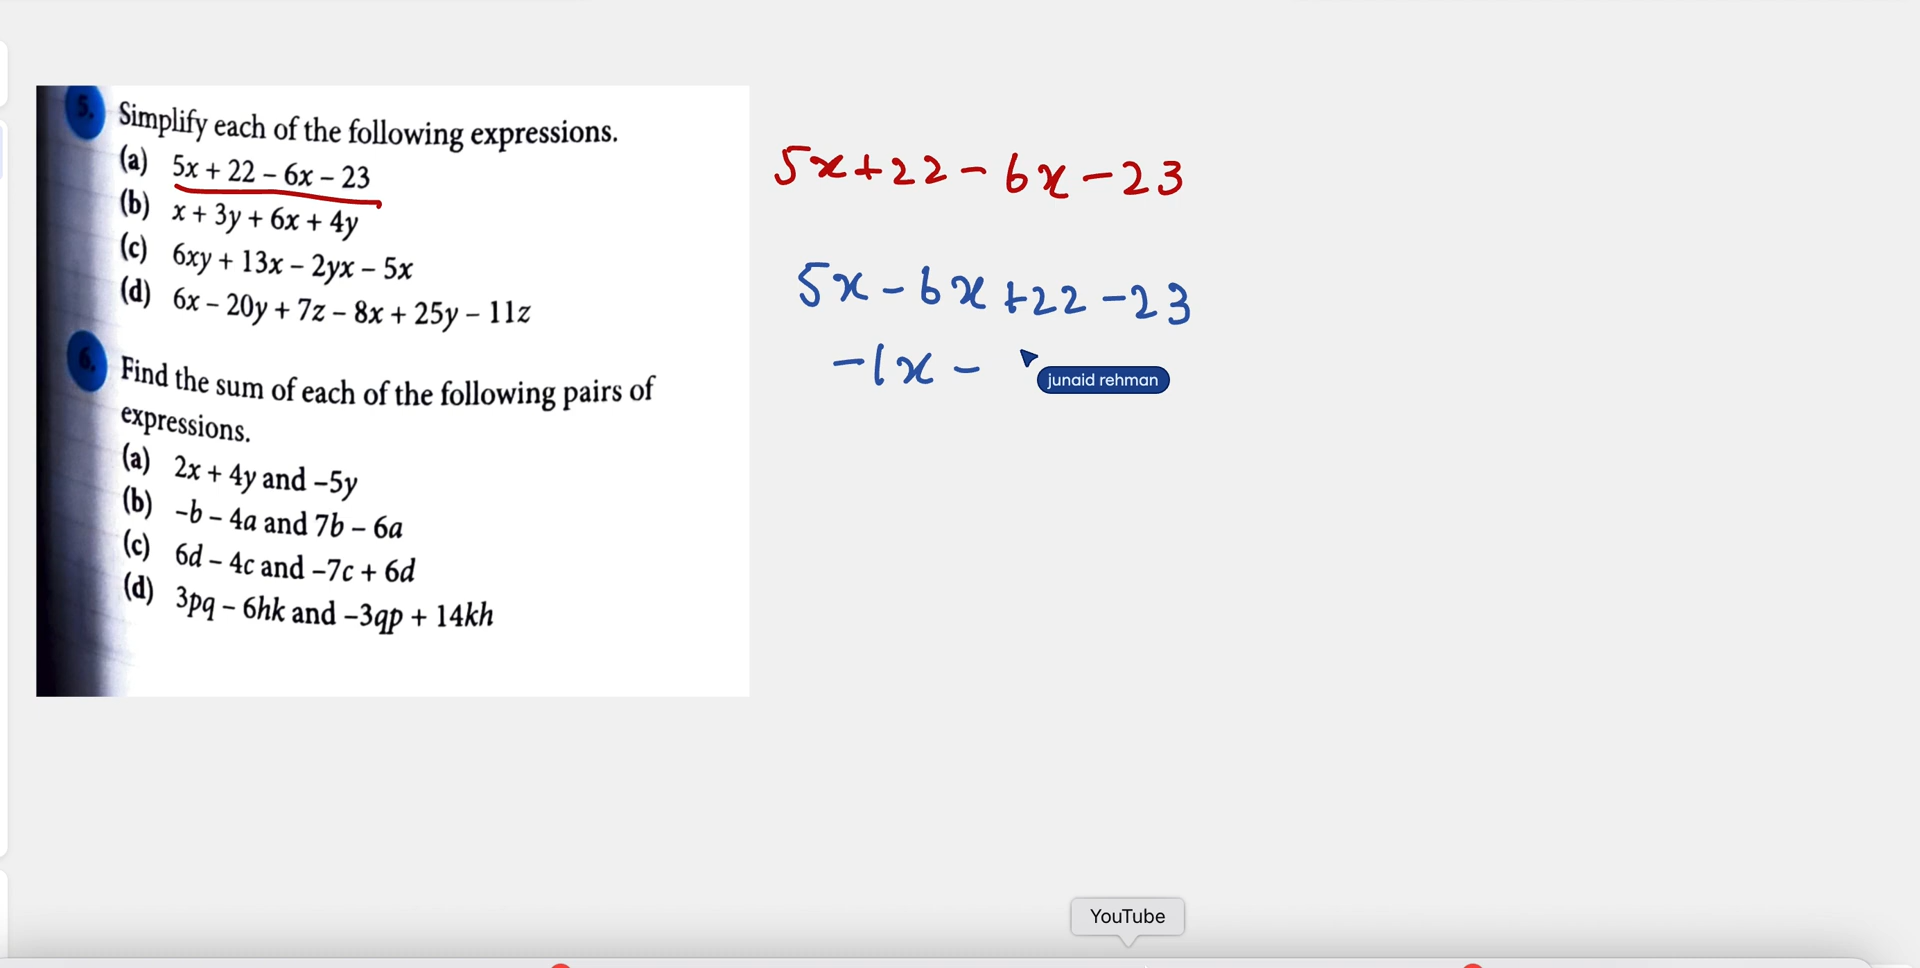 5. Simplify each of the following expressions.
(a) 5x + 22 – 6x – 23
(b) x + 3y + 6x + 4y
(c) 6xy + 13x – 2yx – 5x
(d) 6x – 20y + 7z – 8x + 25y – 11z
6. Find the sum of each of the following pairs of
expressions.
(a) 2x + 4y and –5y
(b) –b – 4a and 7b – 6a
(c) 6d – 4c and –7c + 6d
(d) 3pq – 6hk and –3qp + 14kh
5x+22-6x-23
5x-6x+22-23
-1x-
junaid rehman
YouTube